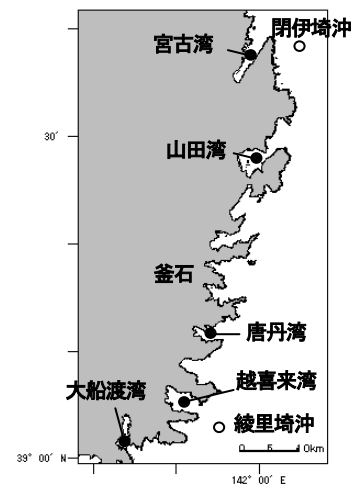 閉伊埼沖
宮古湾
30′
山田湾
釜石
唐丹湾
越喜来湾
大船渡湾
綾里埼沖
0 5 10km
39° 00′ N
142° 00′ E